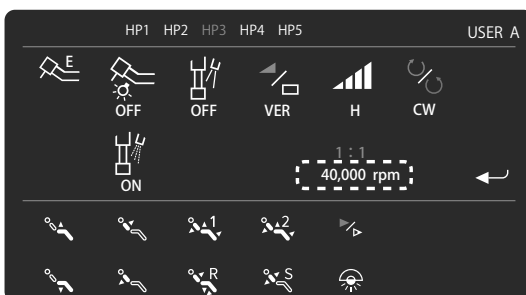 HP1 HP2 HP3 HP4 HP5 USER A
E
OFF OFF VER H CW
ON
1:1
40,000 rpm
1 2
R S